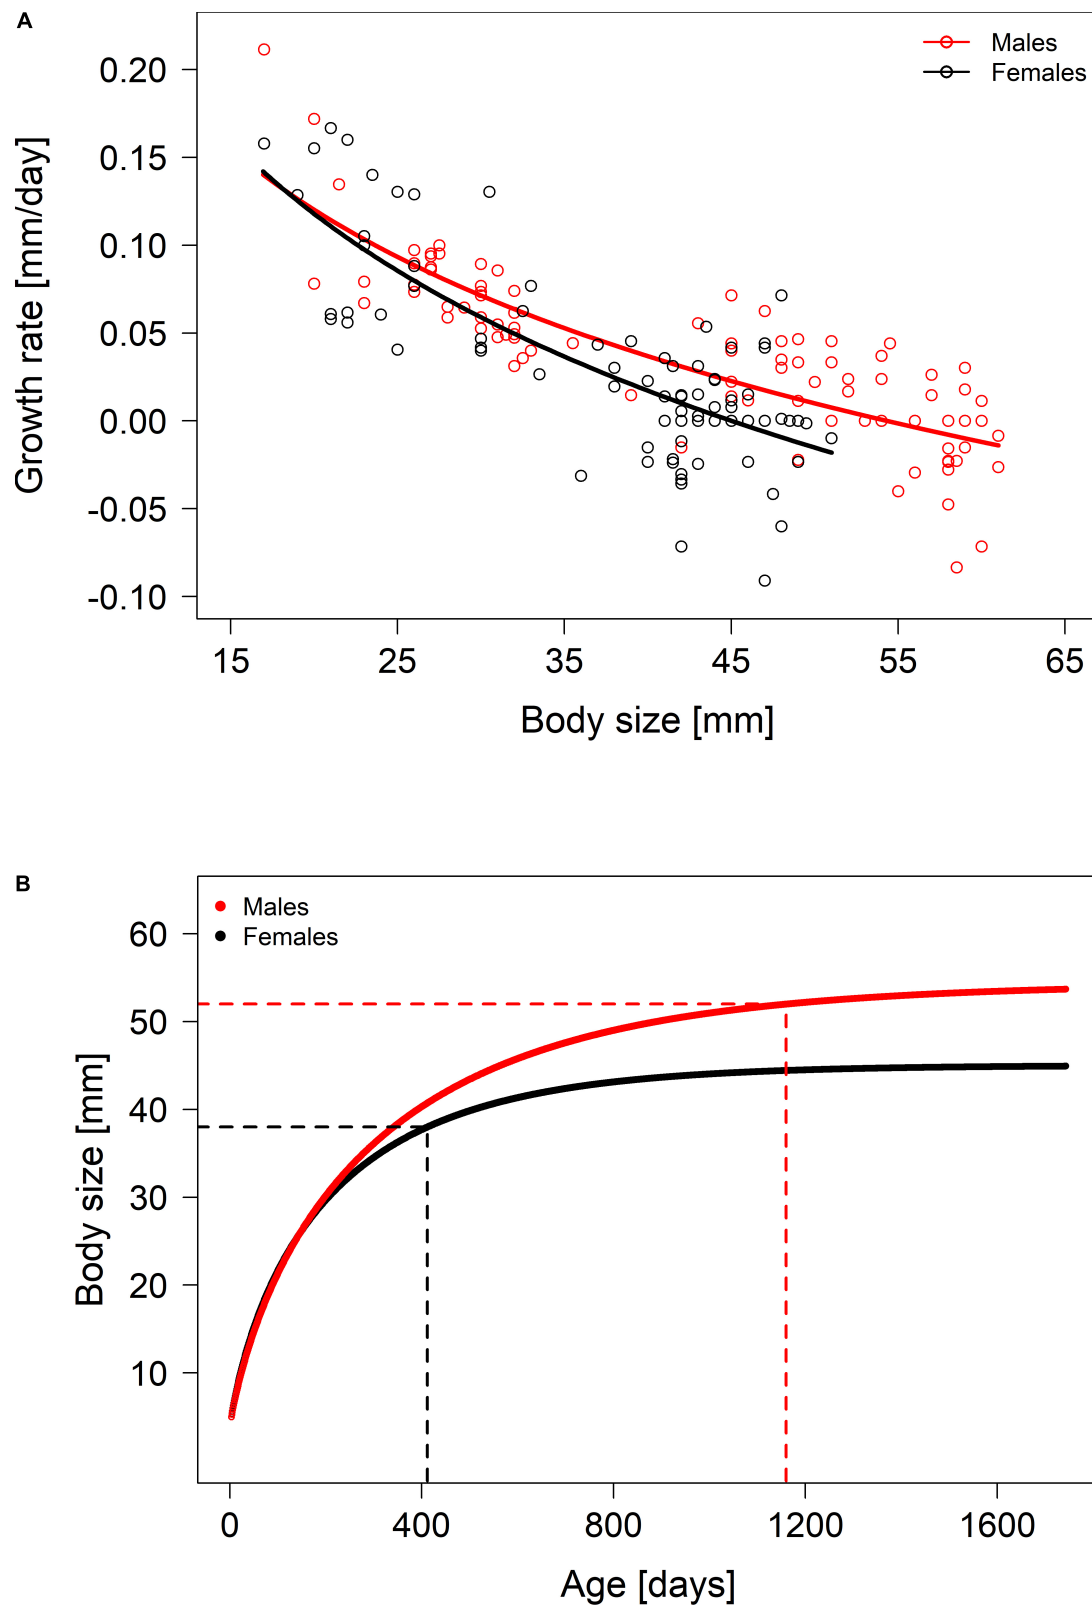 A
Males
Females
0.20
0.15
0.10
0.05
0.00
-0.05
-0.10
Growth rate [mm/day]
15 25 35 45 55 65
Body size [mm]
B
Males
Females
60
50
40
30
20
10
Body size [mm]
0 400 800 1200 1600
Age [days]